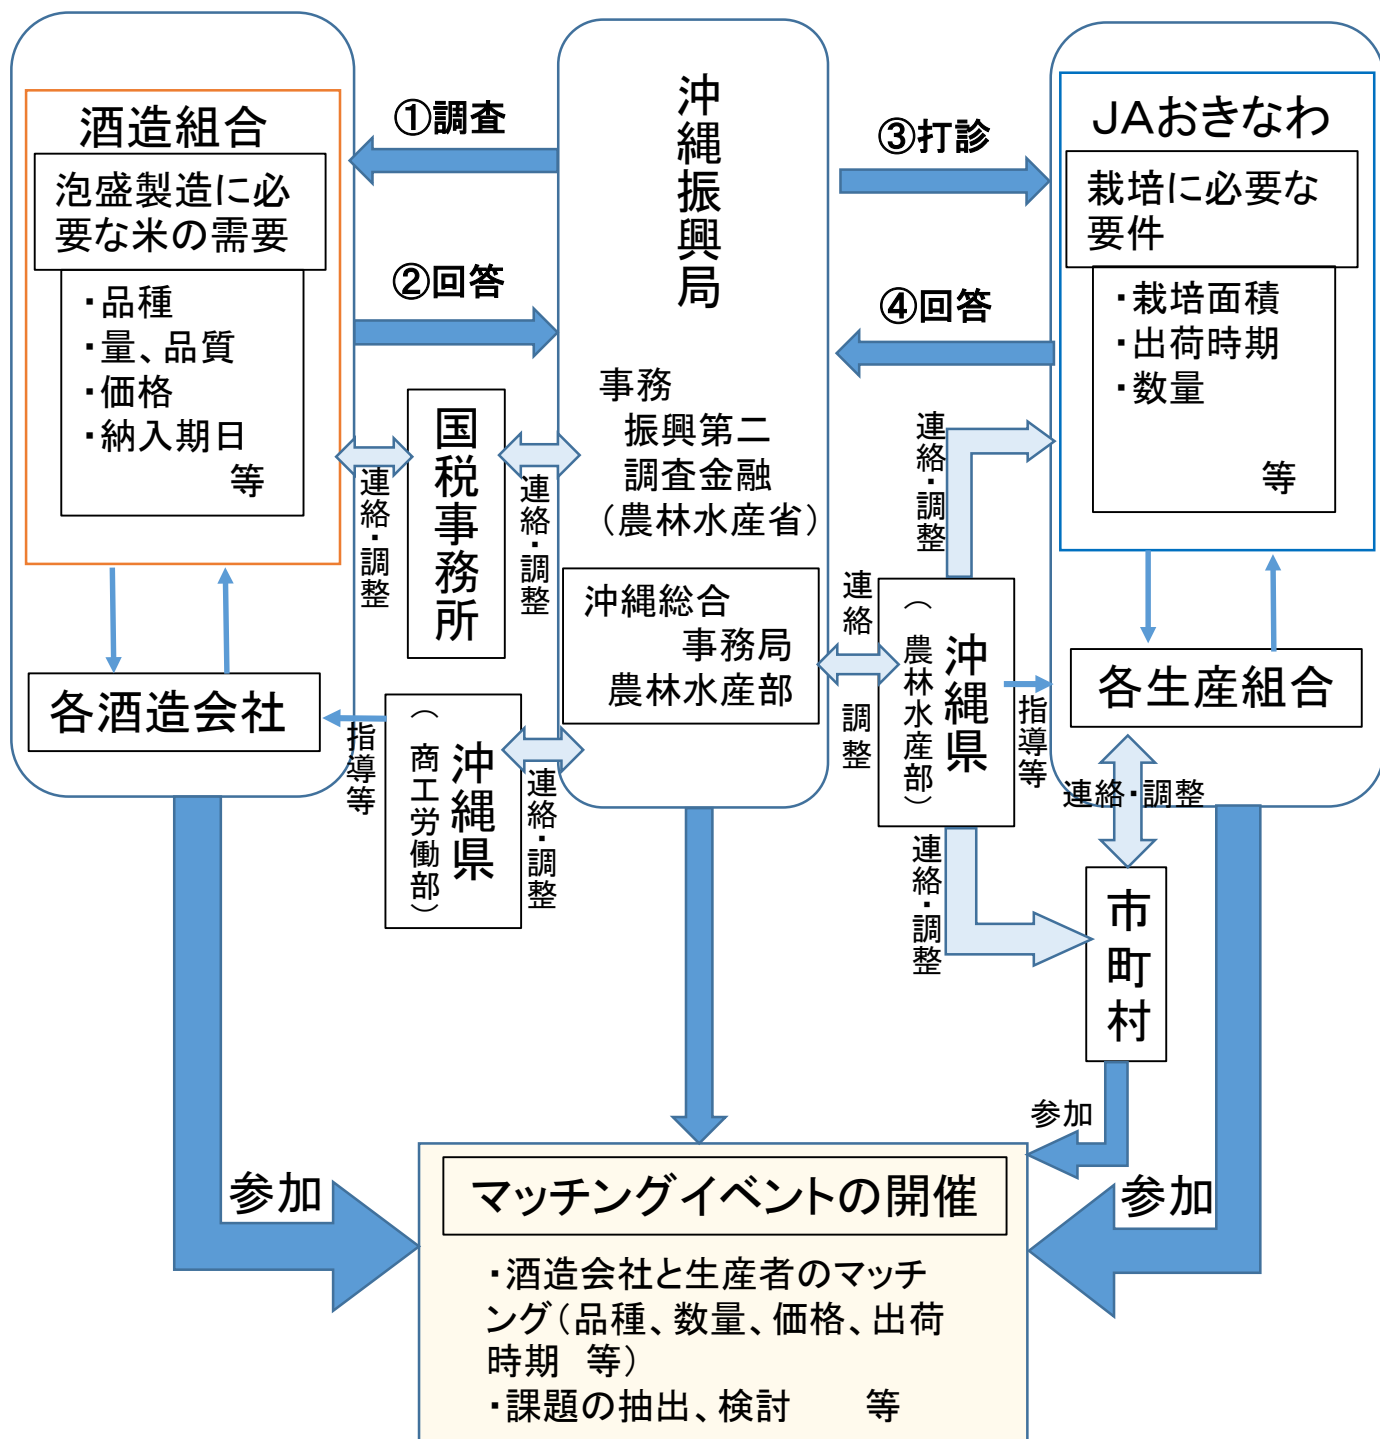 酒造組合
泡盛製造に必
要な米の需要
・品種
・量、品質
・価格
・納入期日
等
各酒造会社
①調査
②回答
国税事務所
連絡・調整
連絡・調整
指導等
沖縄県
（商工労働部）
連絡・調整
沖縄振興局
事務
振興第二
調査金融
（農林水産省）
沖縄総合
事務局
農林水産部
③打診
④回答
連絡・調整
連絡
調整
沖縄県
（農林水産部）
指導等
連絡・調整
JAおきなわ
栽培に必要な
要件
・栽培面積
・出荷時期
・数量
等
各生産組合
連絡・調整
市町村
参加
参加
参加
マッチングイベントの開催
・酒造会社と生産者のマッチ
ング（品種、数量、価格、出荷
時期　等）
・課題の抽出、検討　　等